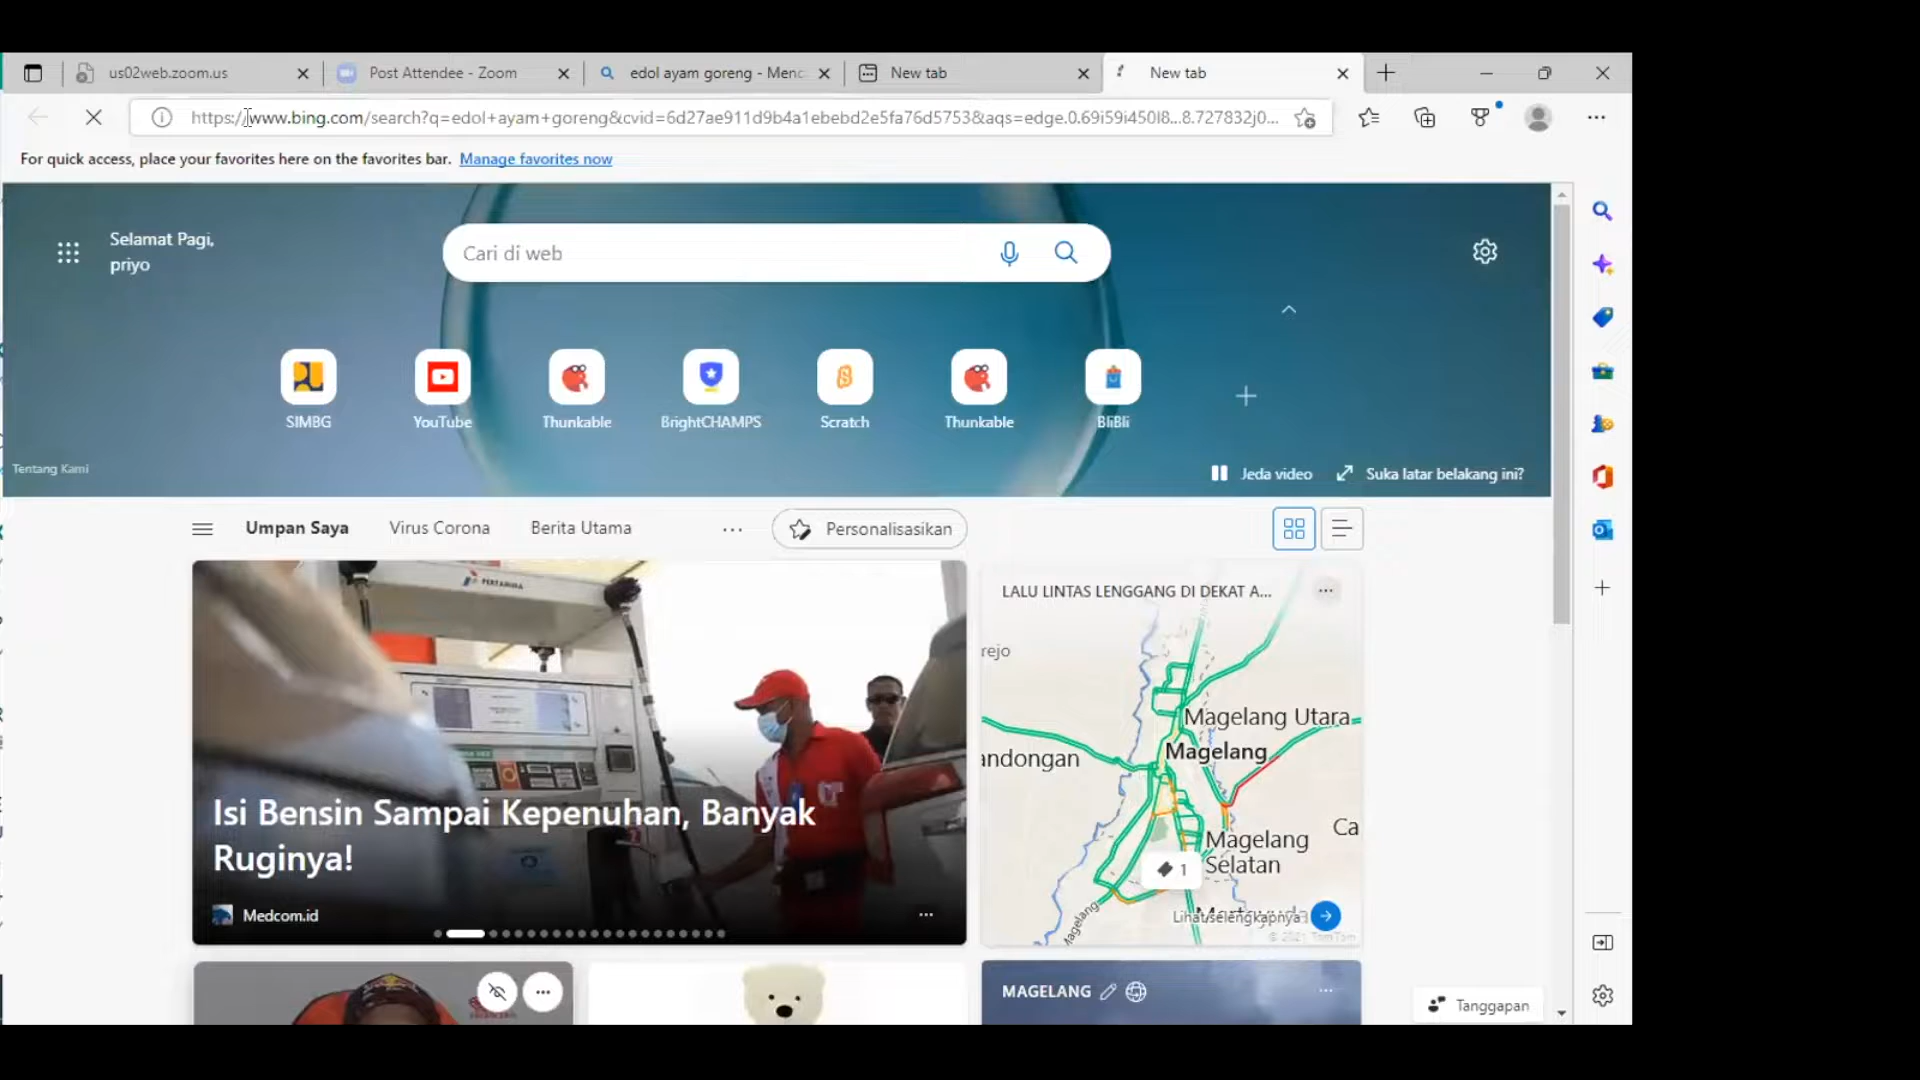 us02web.zoom.us
Post Attendee - Zoom
edol ayam goreng - Menc
New tab
New tab
https://www.bing.com/search?q=edol+ayam+goreng&cvid=6d27ae911d9b4a1ebebd2e5fa76d5753&aqs=edge.0.69i59i450l8...8.727832j0...
For quick access, place your favorites here on the favorites bar. Manage favorites now
Selamat Pagi,
priyo
Cari di web
SIMBG
YouTube
Thunkable
BrightCHAMPS
Scratch
Thunkable
BliBli
Tentang Kami
Jeda video
Suka latar belakang ini?
Umpan Saya
Virus Corona
Berita Utama
...
Personalisasikan
PERTAMINA
Isi Bensin Sampai Kepenuhan, Banyak
Ruginya!
Medcom.id
LALU LINTAS LENGGANG DI DEKAT A...
rejo
Magelang Utara
Magelang
andongan
Magelang
Selatan
Ca
1
Magelang
Lihat selengkapnya
© 2021 TomTom
MAGELANG
Tanggapan